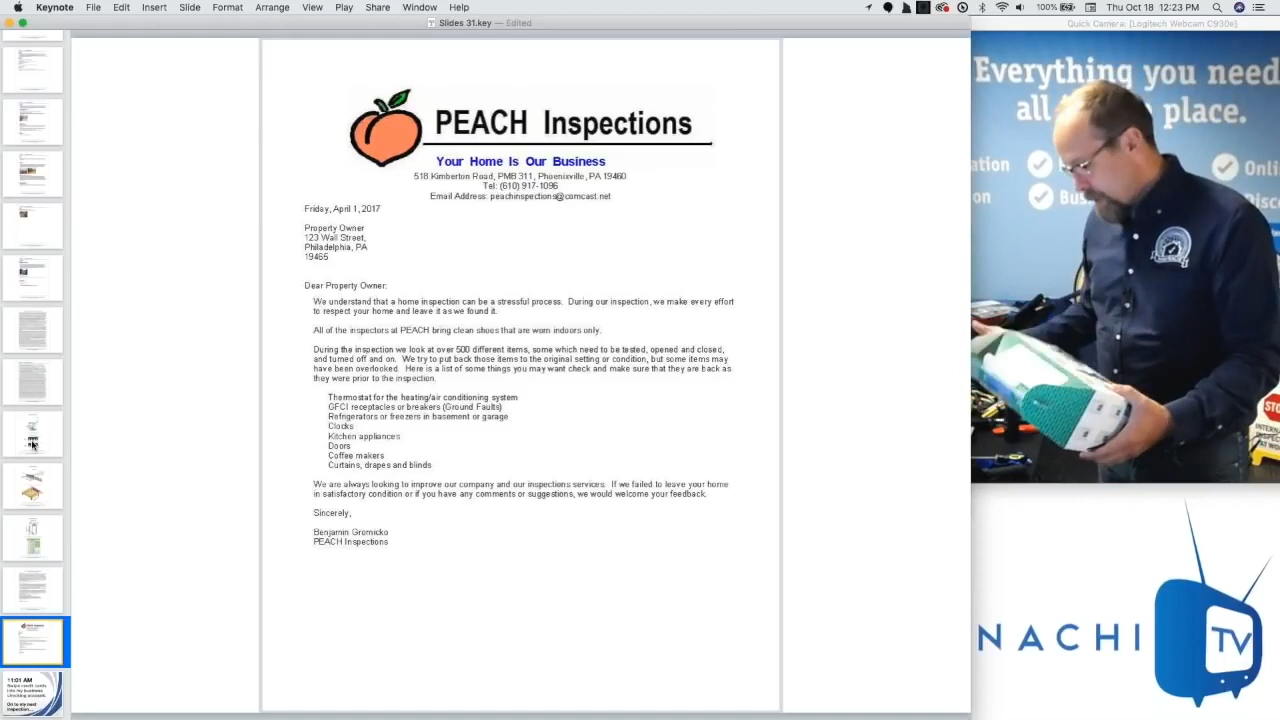 Keynote File Edit Insert Slide Format Arrange View Play Share Window Help
100% Thu Oct 18 12:23 PM
Slides 31.key — Edited
Quick Camera: [Logitech Webcam C930e]
PEACH Inspections
Your Home Is Our Business
518 Kimberton Road, PMB 311, Phoenixville, PA 19460
Tel: (610) 917-1096
Email Address: peachinspections@comcast.net
Friday, April 1, 2017
Property Owner
123 Wall Street,
Philadelphia, PA
19465
Dear Property Owner:
We understand that a home inspection can be a stressful process. During our inspection, we make every effort
to respect your home and leave it as we found it.
All of the inspectors at PEACH bring clean shoes that are worn indoors only.
During the inspection we look at over 500 different items, some which need to be tested, opened and closed,
and turned off and on. We try to put back those items to the original setting or condition, but some items may
have been overlooked. Here is a list of some things you may want check and make sure that they are back as
they were prior to the inspection.
Thermostat for the heating/air conditioning system
GFCI receptacles or breakers (Ground Faults)
Refrigerators or freezers in basement or garage
Clocks
Kitchen appliances
Doors
Coffee makers
Curtains, drapes and blinds
We are always looking to improve our company and our inspections services. If we failed to leave your home
in satisfactory condition or if you have any comments or suggestions, we would welcome your feedback.
Sincerely,
Benjamin Gromicko
PEACH Inspections
11:01 AM
Swipe credit cards
into my business
checking account.
On to my next
inspection...
Everything you need
all place.
NACHI TV